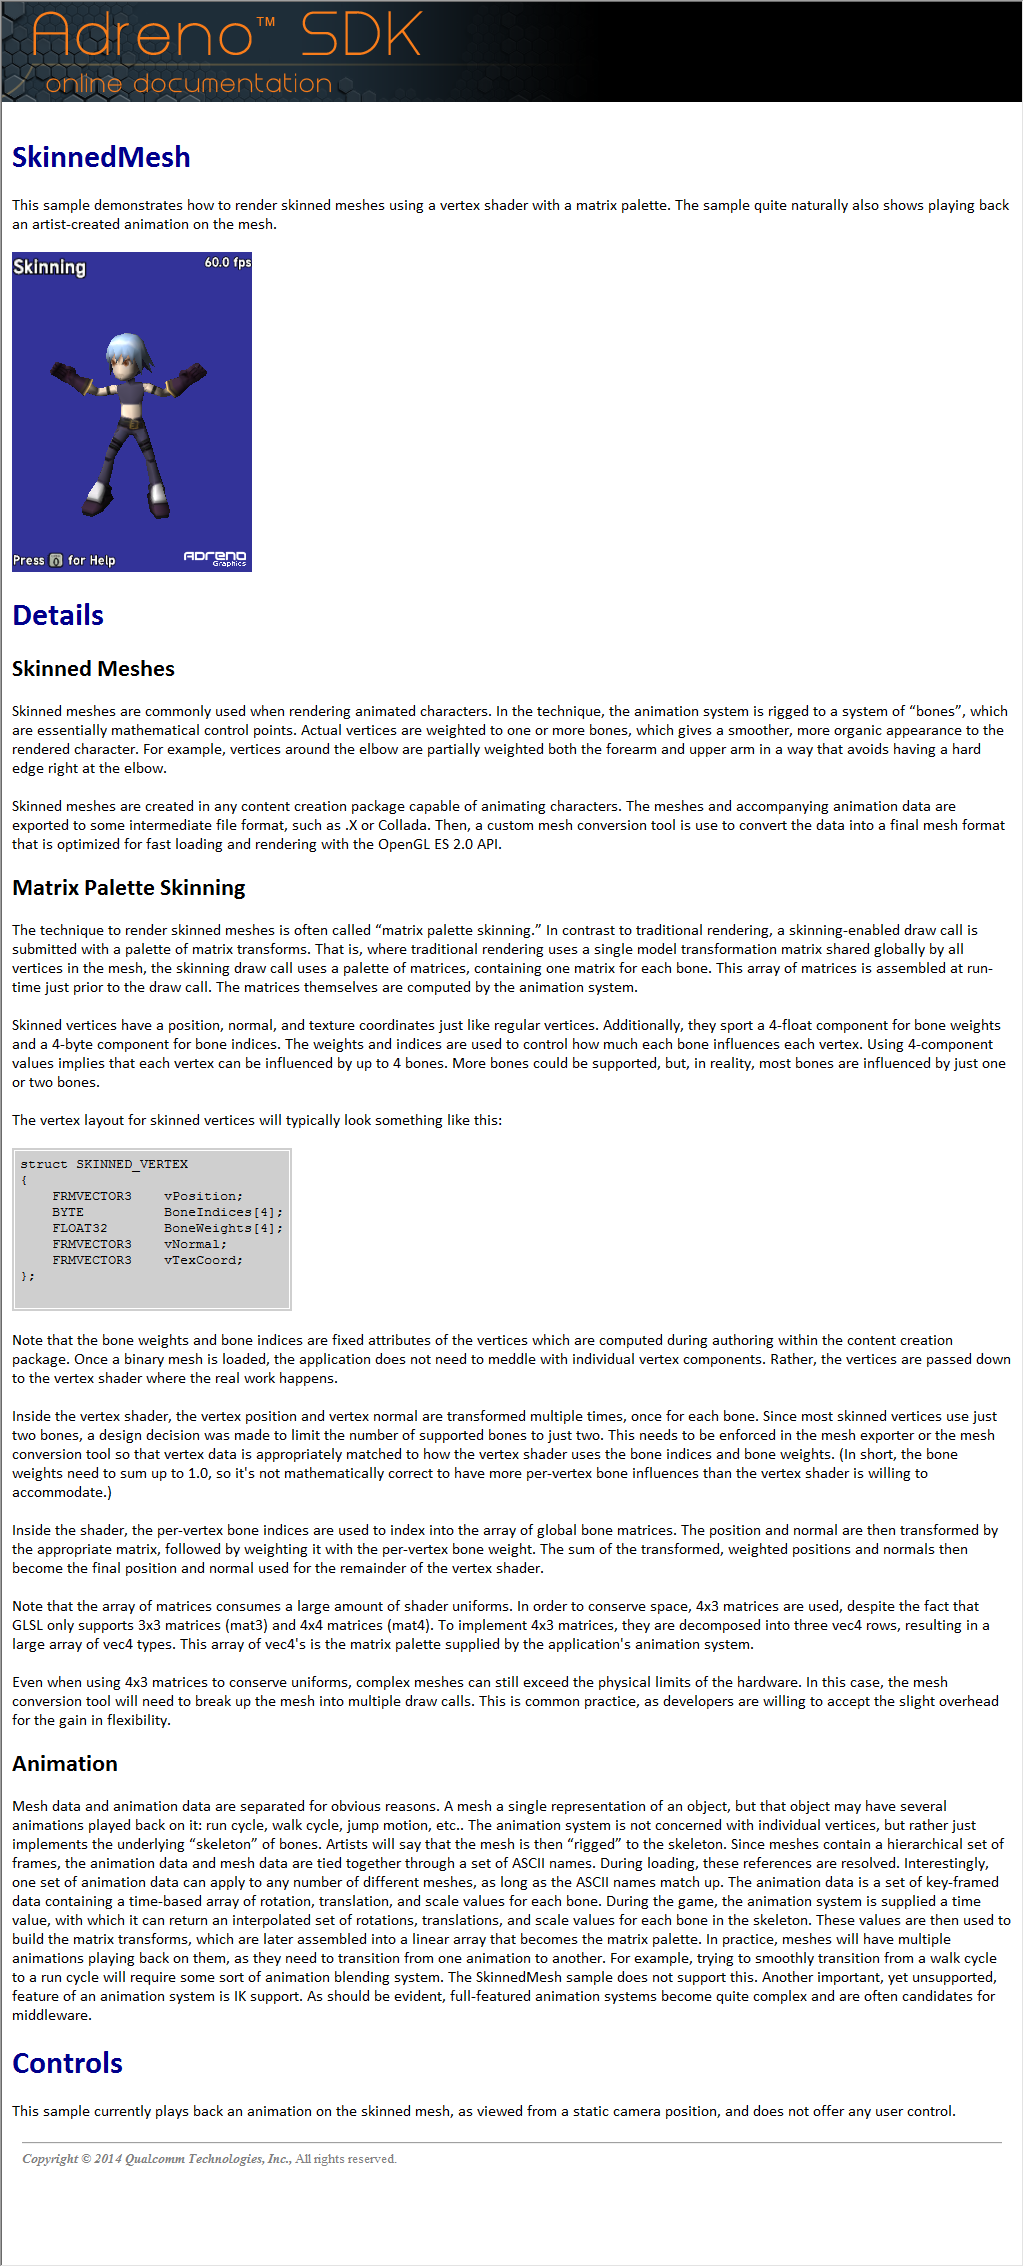 Adreno™ SDK
online documentation
SkinnedMesh
This sample demonstrates how to render skinned meshes using a vertex shader with a matrix palette. The sample quite naturally also shows playing back
an artist-created animation on the mesh.
Skinning
60.0 fps
Press 0 for Help
ADRENO
Graphics
Details
Skinned Meshes
Skinned meshes are commonly used when rendering animated characters. In the technique, the animation system is rigged to a system of “bones”, which
are essentially mathematical control points. Actual vertices are weighted to one or more bones, which gives a smoother, more organic appearance to the
rendered character. For example, vertices around the elbow are partially weighted both the forearm and upper arm in a way that avoids having a hard
edge right at the elbow.
Skinned meshes are created in any content creation package capable of animating characters. The meshes and accompanying animation data are
exported to some intermediate file format, such as .X or Collada. Then, a custom mesh conversion tool is use to convert the data into a final mesh format
that is optimized for fast loading and rendering with the OpenGL ES 2.0 API.
Matrix Palette Skinning
The technique to render skinned meshes is often called “matrix palette skinning.” In contrast to traditional rendering, a skinning-enabled draw call is
submitted with a palette of matrix transforms. That is, where traditional rendering uses a single model transformation matrix shared globally by all
vertices in the mesh, the skinning draw call uses a palette of matrices, containing one matrix for each bone. This array of matrices is assembled at run-
time just prior to the draw call. The matrices themselves are computed by the animation system.
Skinned vertices have a position, normal, and texture coordinates just like regular vertices. Additionally, they sport a 4-float component for bone weights
and a 4-byte component for bone indices. The weights and indices are used to control how much each bone influences each vertex. Using 4-component
values implies that each vertex can be influenced by up to 4 bones. More bones could be supported, but, in reality, most bones are influenced by just one
or two bones.
The vertex layout for skinned vertices will typically look something like this:
struct SKINNED_VERTEX
{
FRMVECTOR3 vPosition;
BYTE BoneIndices[4];
FLOAT32 BoneWeights[4];
FRMVECTOR3 vNormal;
FRMVECTOR3 vTexCoord;
};
Note that the bone weights and bone indices are fixed attributes of the vertices which are computed during authoring within the content creation
package. Once a binary mesh is loaded, the application does not need to meddle with individual vertex components. Rather, the vertices are passed down
to the vertex shader where the real work happens.
Inside the vertex shader, the vertex position and vertex normal are transformed multiple times, once for each bone. Since most skinned vertices use just
two bones, a design decision was made to limit the number of supported bones to just two. This needs to be enforced in the mesh exporter or the mesh
conversion tool so that vertex data is appropriately matched to how the vertex shader uses the bone indices and bone weights. (In short, the bone
weights need to sum up to 1.0, so it's not mathematically correct to have more per-vertex bone influences than the vertex shader is willing to
accommodate.)
Inside the shader, the per-vertex bone indices are used to index into the array of global bone matrices. The position and normal are then transformed by
the appropriate matrix, followed by weighting it with the per-vertex bone weight. The sum of the transformed, weighted positions and normals then
become the final position and normal used for the remainder of the vertex shader.
Note that the array of matrices consumes a large amount of shader uniforms. In order to conserve space, 4x3 matrices are used, despite the fact that
GLSL only supports 3x3 matrices (mat3) and 4x4 matrices (mat4). To implement 4x3 matrices, they are decomposed into three vec4 rows, resulting in a
large array of vec4 types. This array of vec4's is the matrix palette supplied by the application's animation system.
Even when using 4x3 matrices to conserve uniforms, complex meshes can still exceed the physical limits of the hardware. In this case, the mesh
conversion tool will need to break up the mesh into multiple draw calls. This is common practice, as developers are willing to accept the slight overhead
for the gain in flexibility.
Animation
Mesh data and animation data are separated for obvious reasons. A mesh a single representation of an object, but that object may have several
animations played back on it: run cycle, walk cycle, jump motion, etc.. The animation system is not concerned with individual vertices, but rather just
implements the underlying “skeleton” of bones. Artists will say that the mesh is then “rigged” to the skeleton. Since meshes contain a hierarchical set of
frames, the animation data and mesh data are tied together through a set of ASCII names. During loading, these references are resolved. Interestingly,
one set of animation data can apply to any number of different meshes, as long as the ASCII names match up. The animation data is a set of key-framed
data containing a time-based array of rotation, translation, and scale values for each bone. During the game, the animation system is supplied a time
value, with which it can return an interpolated set of rotations, translations, and scale values for each bone in the skeleton. These values are then used to
build the matrix transforms, which are later assembled into a linear array that becomes the matrix palette. In practice, meshes will have multiple
animations playing back on them, as they need to transition from one animation to another. For example, trying to smoothly transition from a walk cycle
to a run cycle will require some sort of animation blending system. The SkinnedMesh sample does not support this. Another important, yet unsupported,
feature of an animation system is IK support. As should be evident, full-featured animation systems become quite complex and are often candidates for
middleware.
Controls
This sample currently plays back an animation on the skinned mesh, as viewed from a static camera position, and does not offer any user control.
Copyright © 2014 Qualcomm Technologies, Inc., All rights reserved.